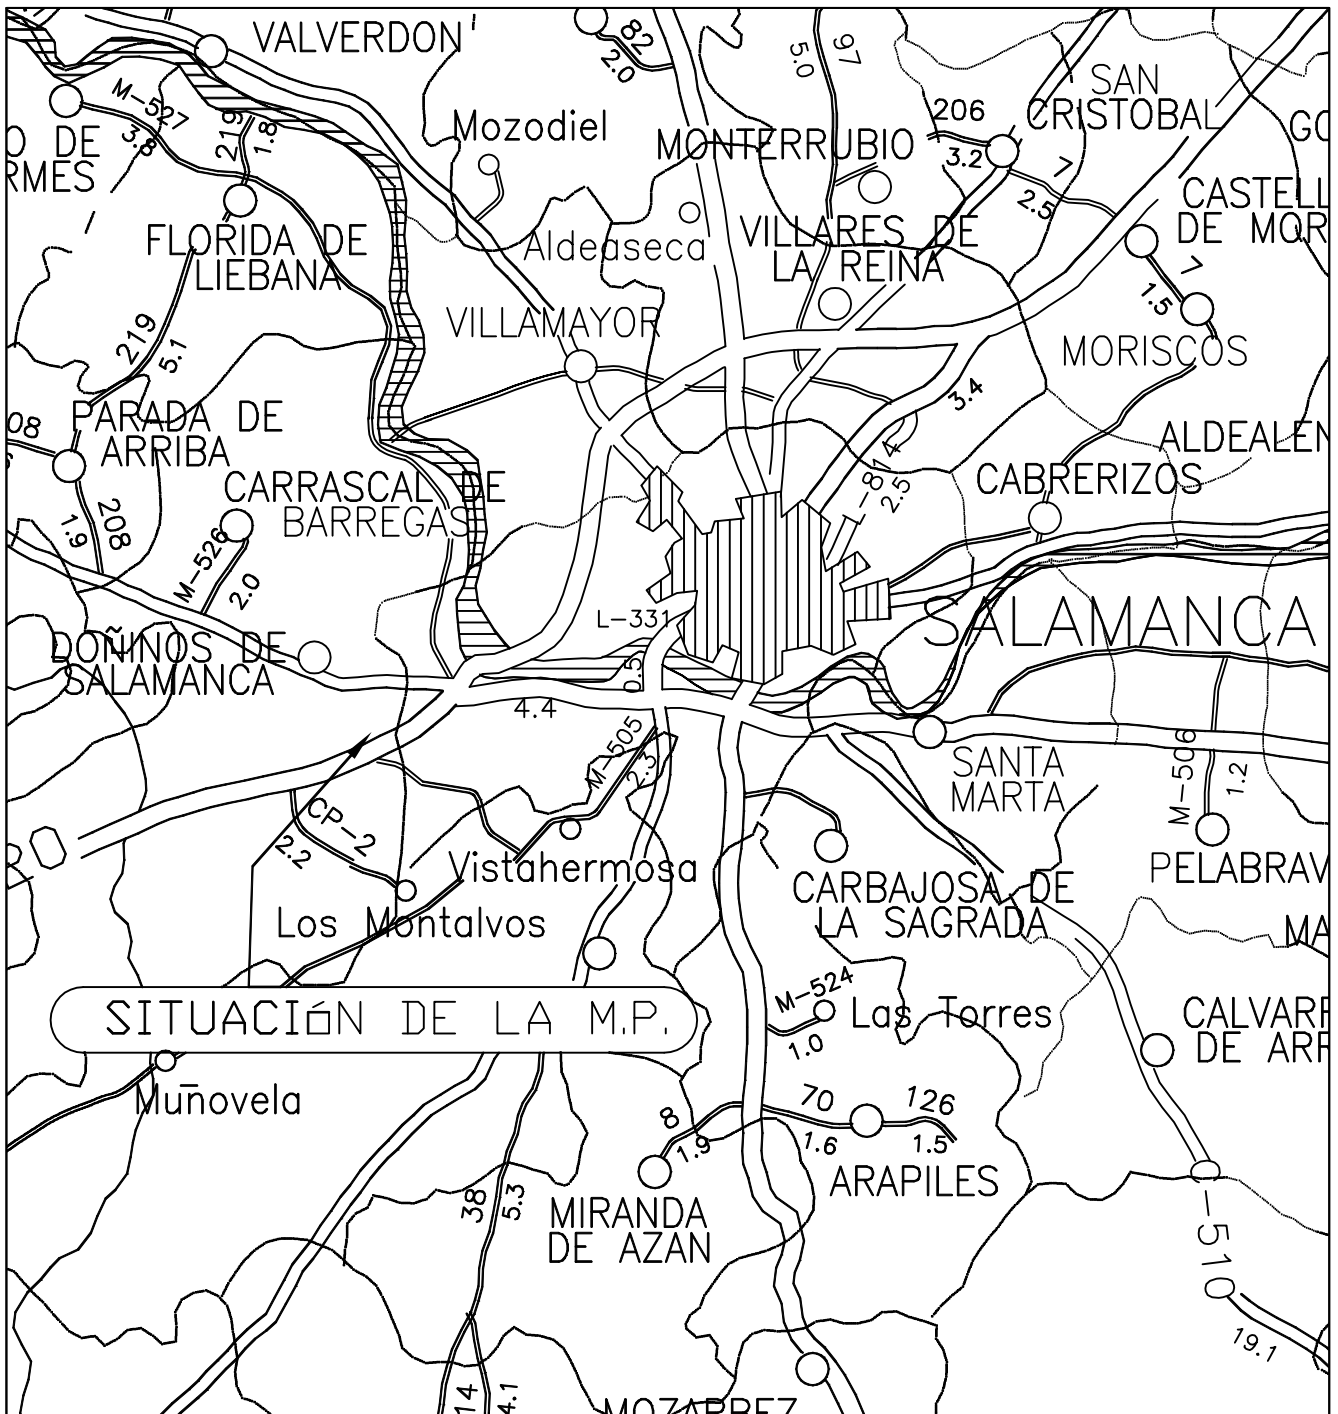 VALVERDON
82
2.0
97
5.0
SAN
CRISTOBAL
M-527
3.8
219
1.8
Mozodiel
MONTERRUBIO
206
3.2
7
2.5
O DE
RMES
CASTELL
DE MOR
FLORIDA DE
LIEBANA
Aldeaseca
VILLARES DE
LA REINA
7
1.5
219
5.1
VILLAMAYOR
MORISCOS
3.4
PARADA DE
ARRIBA
08
ALDEALEN
CARRASCAL DE
BARREGAS
CABRERIZOS
2.5
208
1.9
M-526
2.0
L-331
SALAMANCA
DOÑINOS DE
SALAMANCA
0.5
4.4
M-505
2.3
SANTA
MARTA
M-506
1.2
CP-2
2.2
Vistahermosa
PELABRAV
CARBAJOSA DE
LA SAGRADA
Los Montalvos
MA
M-524
1.0
Las Torres
SITUACIóN DE LA M.P.
CALVARR
DE ARR
Muñovela
70
1.6
126
1.5
8
1.9
ARAPILES
38
5.3
MIRANDA
DE AZAN
C-510
19.1
14
4.1
MOZARBEZ